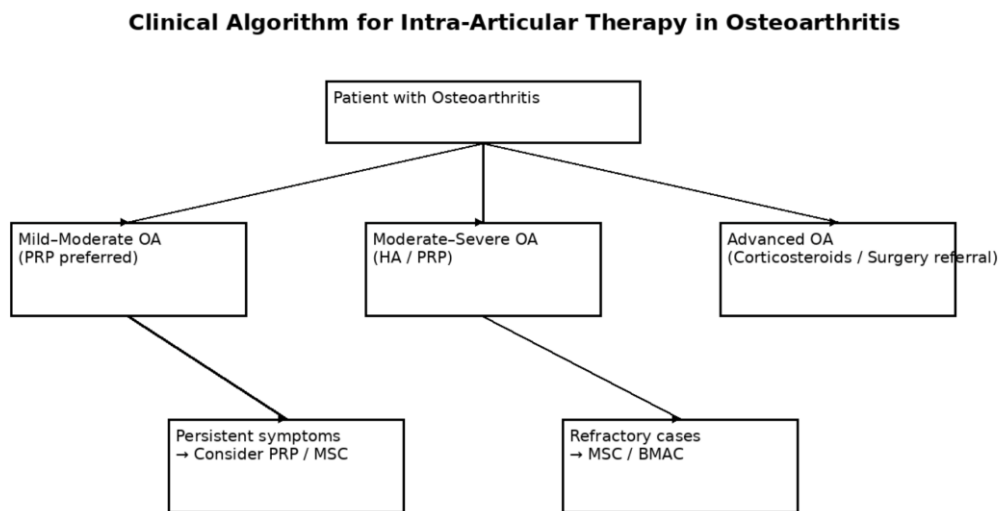 Clinical Algorithm for Intra-Articular Therapy in Osteoarthritis
Patient with Osteoarthritis
Mild–Moderate OA
(PRP preferred)
Moderate–Severe OA
(HA / PRP)
Advanced OA
(Corticosteroids / Surgery referral)
Persistent symptoms
→ Consider PRP / MSC
Refractory cases
→ MSC / BMAC